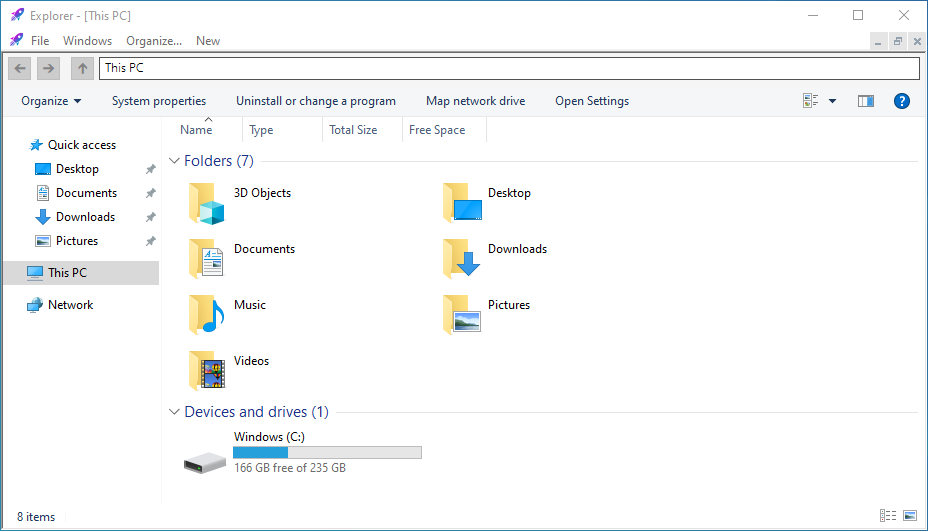 Explorer - [This PC]
File Windows Organize... New
This PC
Organize System properties Uninstall or change a program Map network drive Open Settings ?
Name Type Total Size Free Space
Quick access
Desktop
Documents
Downloads
Pictures
This PC
Network
Folders (7)
3D Objects Desktop
Documents Downloads
Music Pictures
Videos
Devices and drives (1)
Windows (C:)
166 GB free of 235 GB
8 items